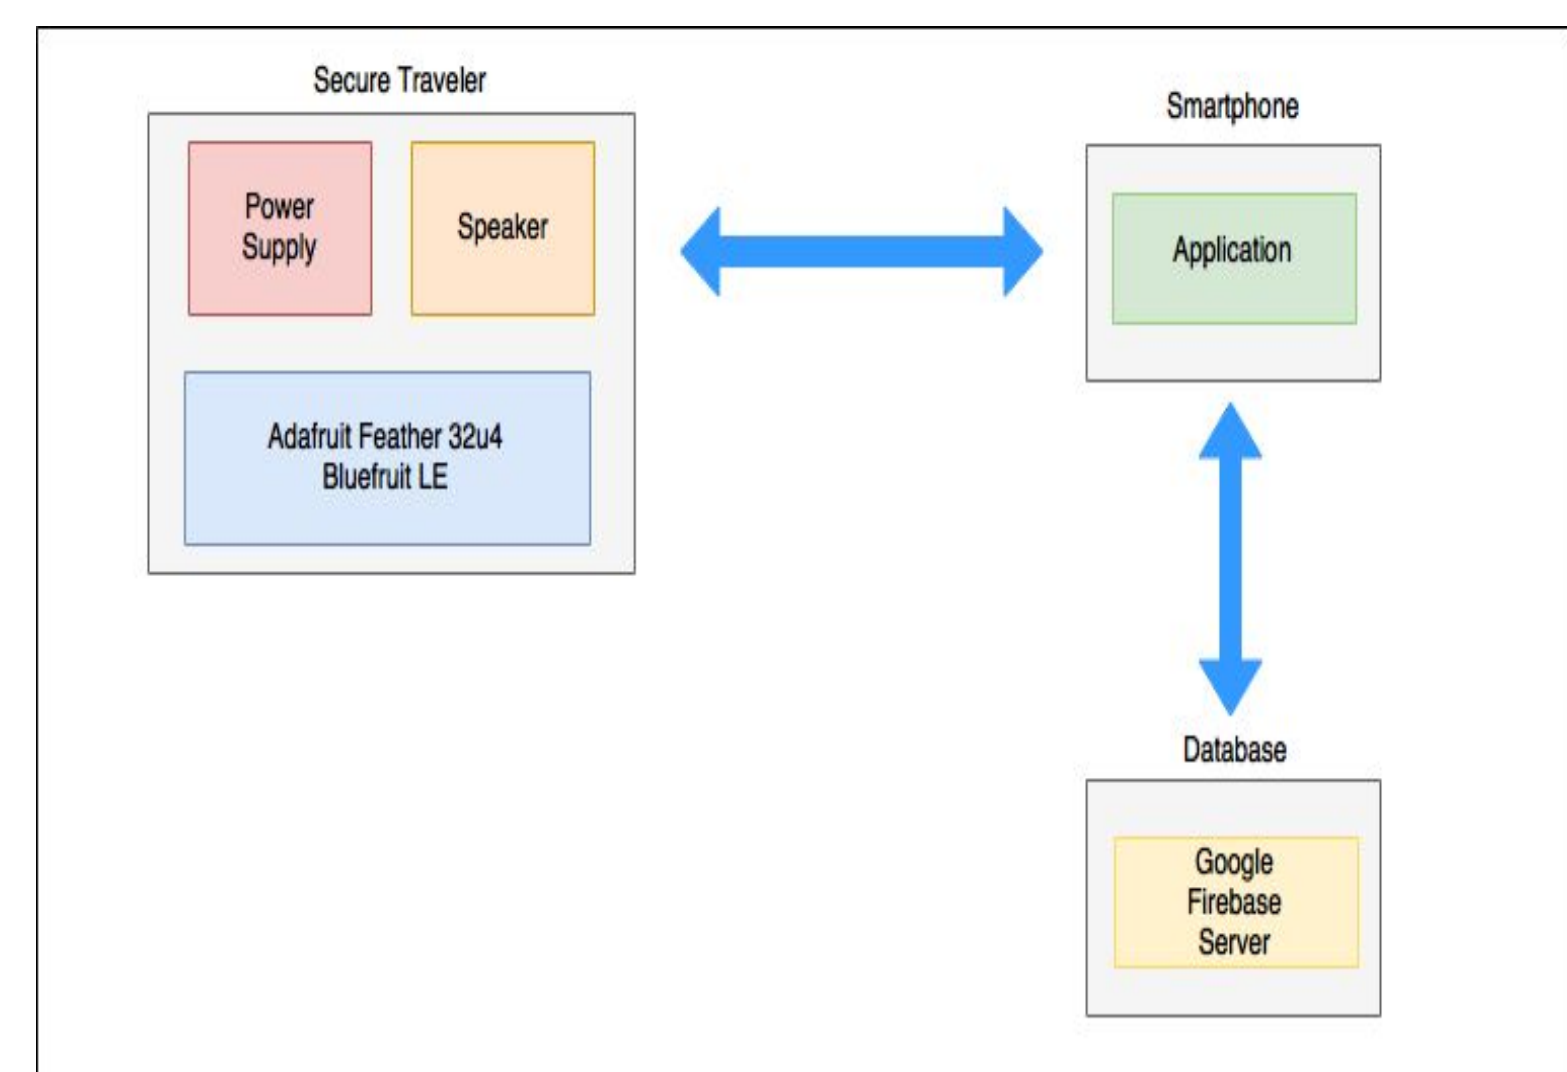 Secure Traveler
Smartphone
Power
Supply
Speaker
Application
Adafruit Feather 32u4
Bluefruit LE
Database
Google
Firebase
Server